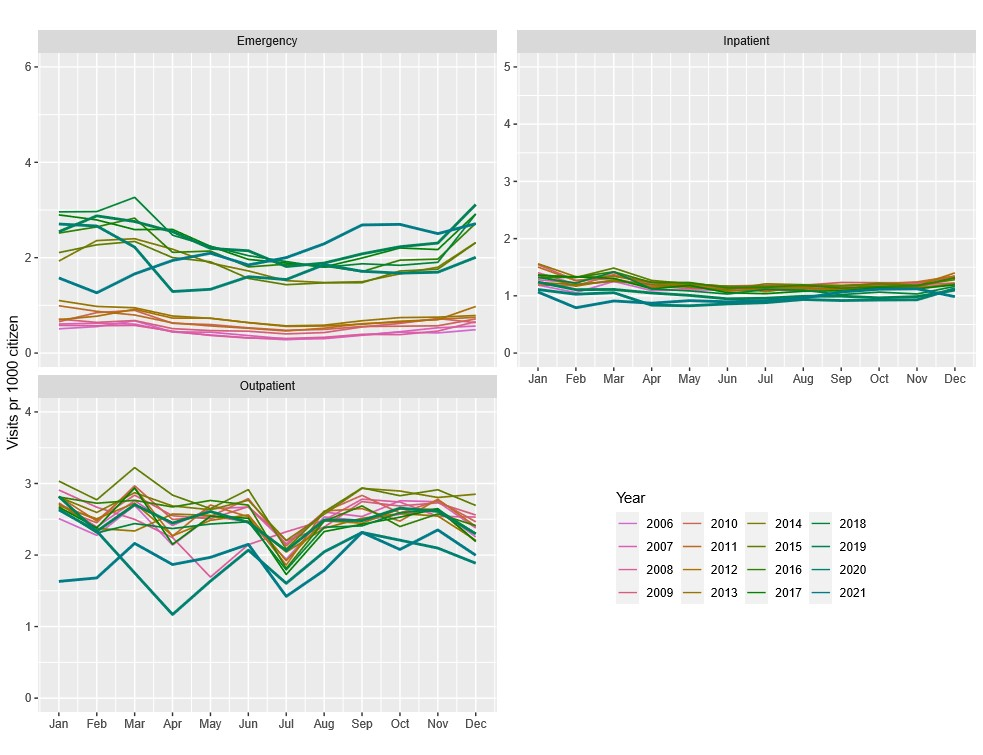 Emergency
Inpatient
6
4
2
0
5
4
3
2
1
0
Jan Feb Mar Apr May Jun Jul Aug Sep Oct Nov Dec
Visits pr 1000 citizen
Outpatient
4
3
2
1
0
Jan Feb Mar Apr May Jun Jul Aug Sep Oct Nov Dec
Year
2006 2010 2014 2018
2007 2011 2015 2019
2008 2012 2016 2020
2009 2013 2017 2021